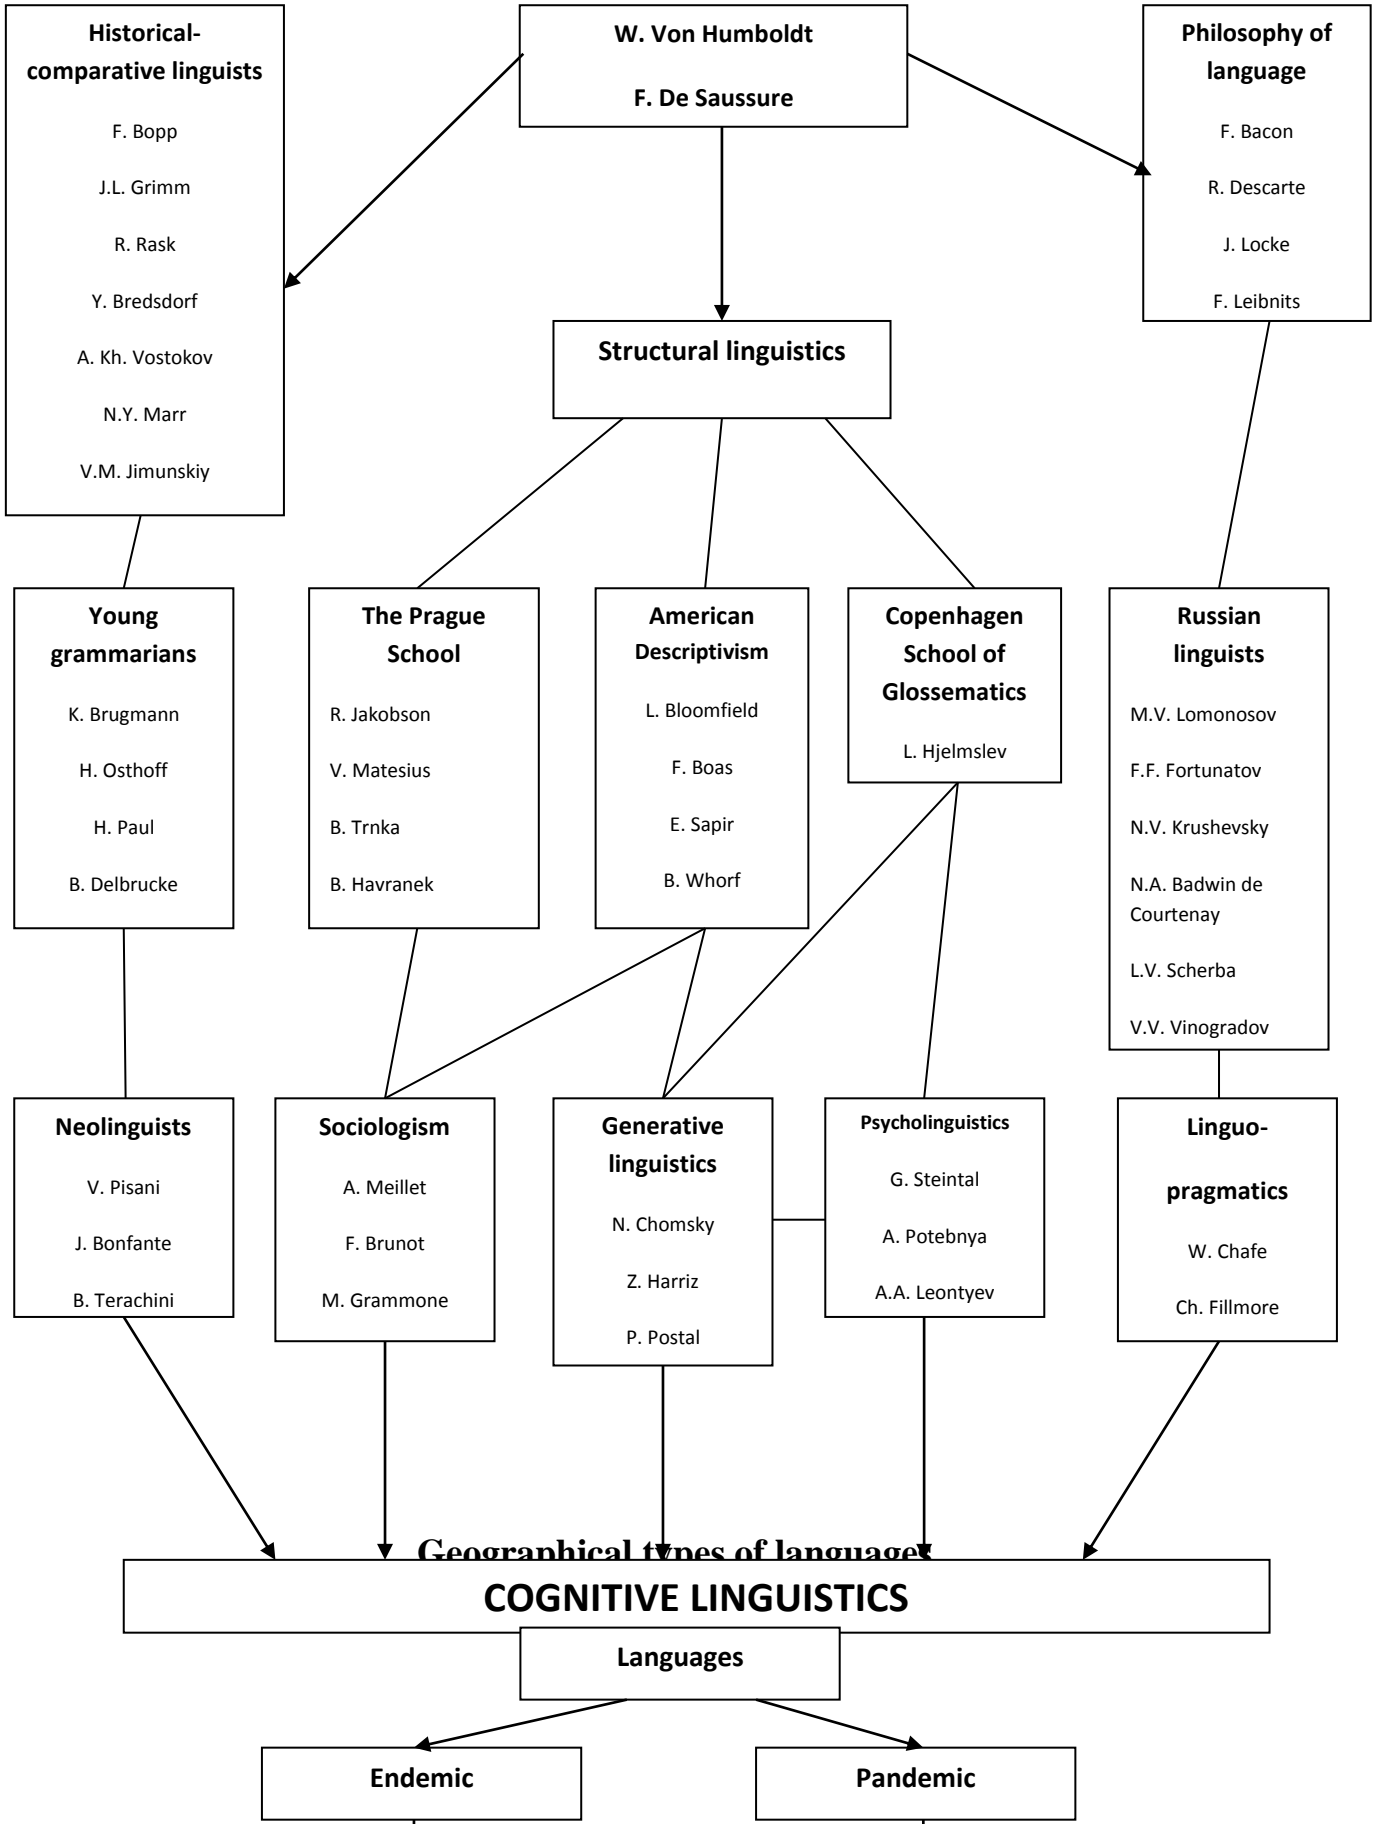 Historical-
comparative linguists
F. Bopp
J.L. Grimm
R. Rask
Y. Bredsdorf
A. Kh. Vostokov
N.Y. Marr
V.M. Jimunskiy
W. Von Humboldt
F. De Saussure
Philosophy of
language
F. Bacon
R. Descarte
J. Locke
F. Leibnits
Structural linguistics
Young
grammarians
K. Brugmann
H. Osthoff
H. Paul
B. Delbrucke
The Prague
School
R. Jakobson
V. Matesius
B. Trnka
B. Havranek
American
Descriptivism
L. Bloomfield
F. Boas
E. Sapir
B. Whorf
Copenhagen
School of
Glossematics
L. Hjelmslev
Russian
linguists
M.V. Lomonosov
F.F. Fortunatov
N.V. Krushevsky
N.A. Badwin de
Courtenay
L.V. Scherba
V.V. Vinogradov
Neolinguists
V. Pisani
J. Bonfante
B. Terachini
Sociologism
A. Meillet
F. Brunot
M. Grammone
Generative
linguistics
N. Chomsky
Z. Harriz
P. Postal
Psycholinguistics
G. Steintal
A. Potebnya
A.A. Leontyev
Linguo-
pragmatics
W. Chafe
Ch. Fillmore
Geographical types of languages
COGNITIVE LINGUISTICS
Languages
Endemic
Pandemic